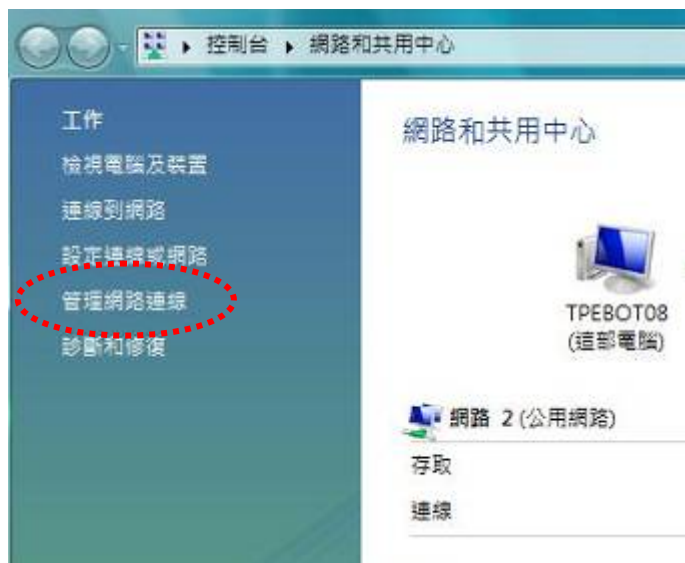 控制台 網路和共用中心
工作
檢視電腦及裝置
連線到網路
設定連線或網路
管理網路連線
診斷和修復
網路和共用中心
TPEBOT08
(這部電腦)
網路 2 (公用網路)
存取
連線